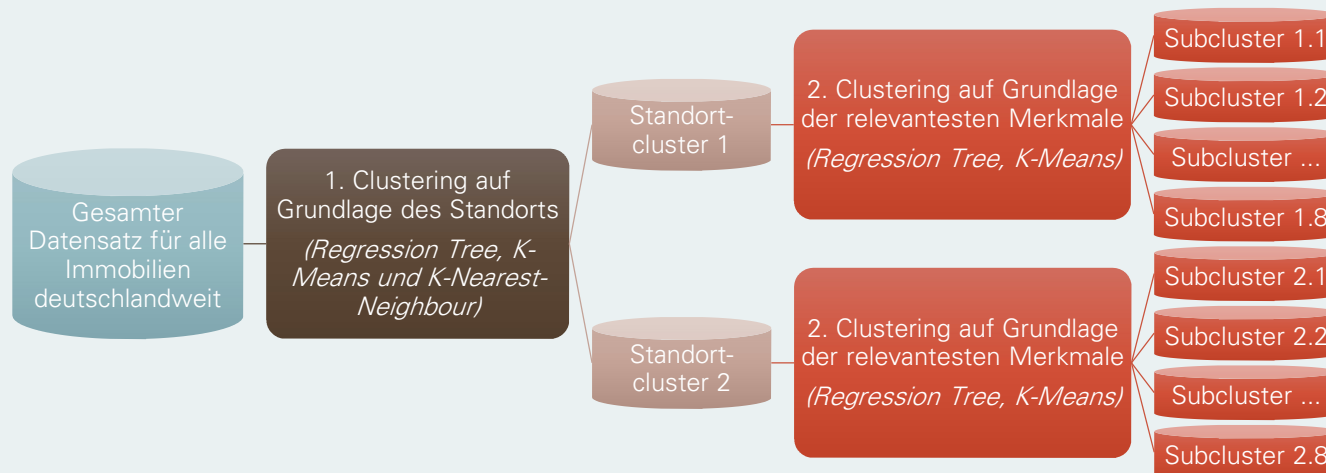 Gesamter
Datensatz für alle
Immobilien
deutschlandweit
1. Clustering auf
Grundlage des Standorts
(Regression Tree, K-
Means und K-Nearest-
Neighbour)
Standort-
cluster 1
2. Clustering auf Grundlage
der relevantesten Merkmale
(Regression Tree, K-Means)
Subcluster 1.1
Subcluster 1.2
Subcluster ...
Subcluster 1.8
Standort-
cluster 2
2. Clustering auf Grundlage
der relevantesten Merkmale
(Regression Tree, K-Means)
Subcluster 2.1
Subcluster 2.2
Subcluster ...
Subcluster 2.8